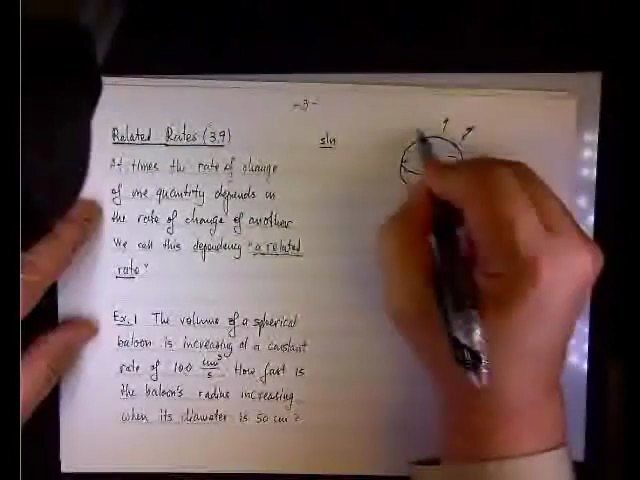 -3-
Related Rates (3.9)
At times the rate of change
of one quantity depends on
the rate of change of another
We call this dependency "a related
rate"
Ex. 1 The volume of a spherical
baloon is increasing at a constant
rate of 100 cm³/s. How fast is
the baloon's radius increasing
when its diameter is 50 cm?
sln